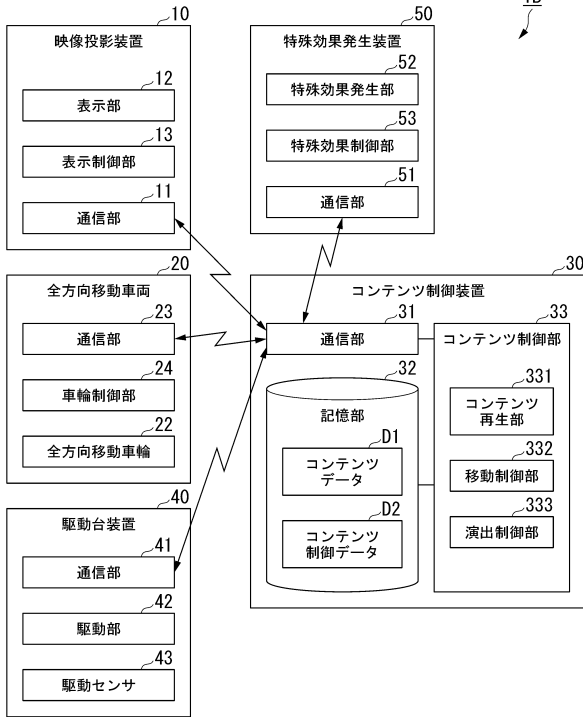 1B
10
映像投影装置
12
表示部
13
表示制御部
11
通信部
50
特殊効果発生装置
52
特殊効果発生部
53
特殊効果制御部
51
通信部
20
全方向移動車両
23
通信部
24
車輪制御部
22
全方向移動車輪
30
コンテンツ制御装置
31
通信部
32
記憶部
D1
コンテンツ
データ
D2
コンテンツ
制御データ
33
コンテンツ制御部
331
コンテンツ
再生部
332
移動制御部
333
演出制御部
40
駆動台装置
41
通信部
42
駆動部
43
駆動センサ